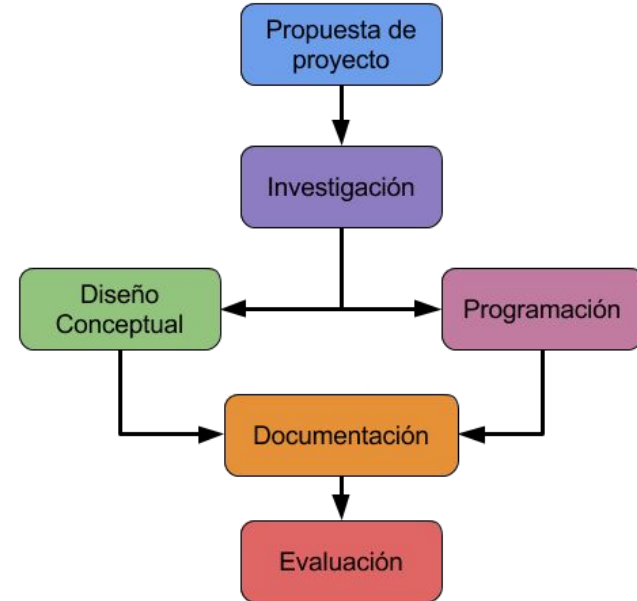 Propuesta de
proyecto
Investigación
Diseño
Conceptual
Programación
Documentación
Evaluación